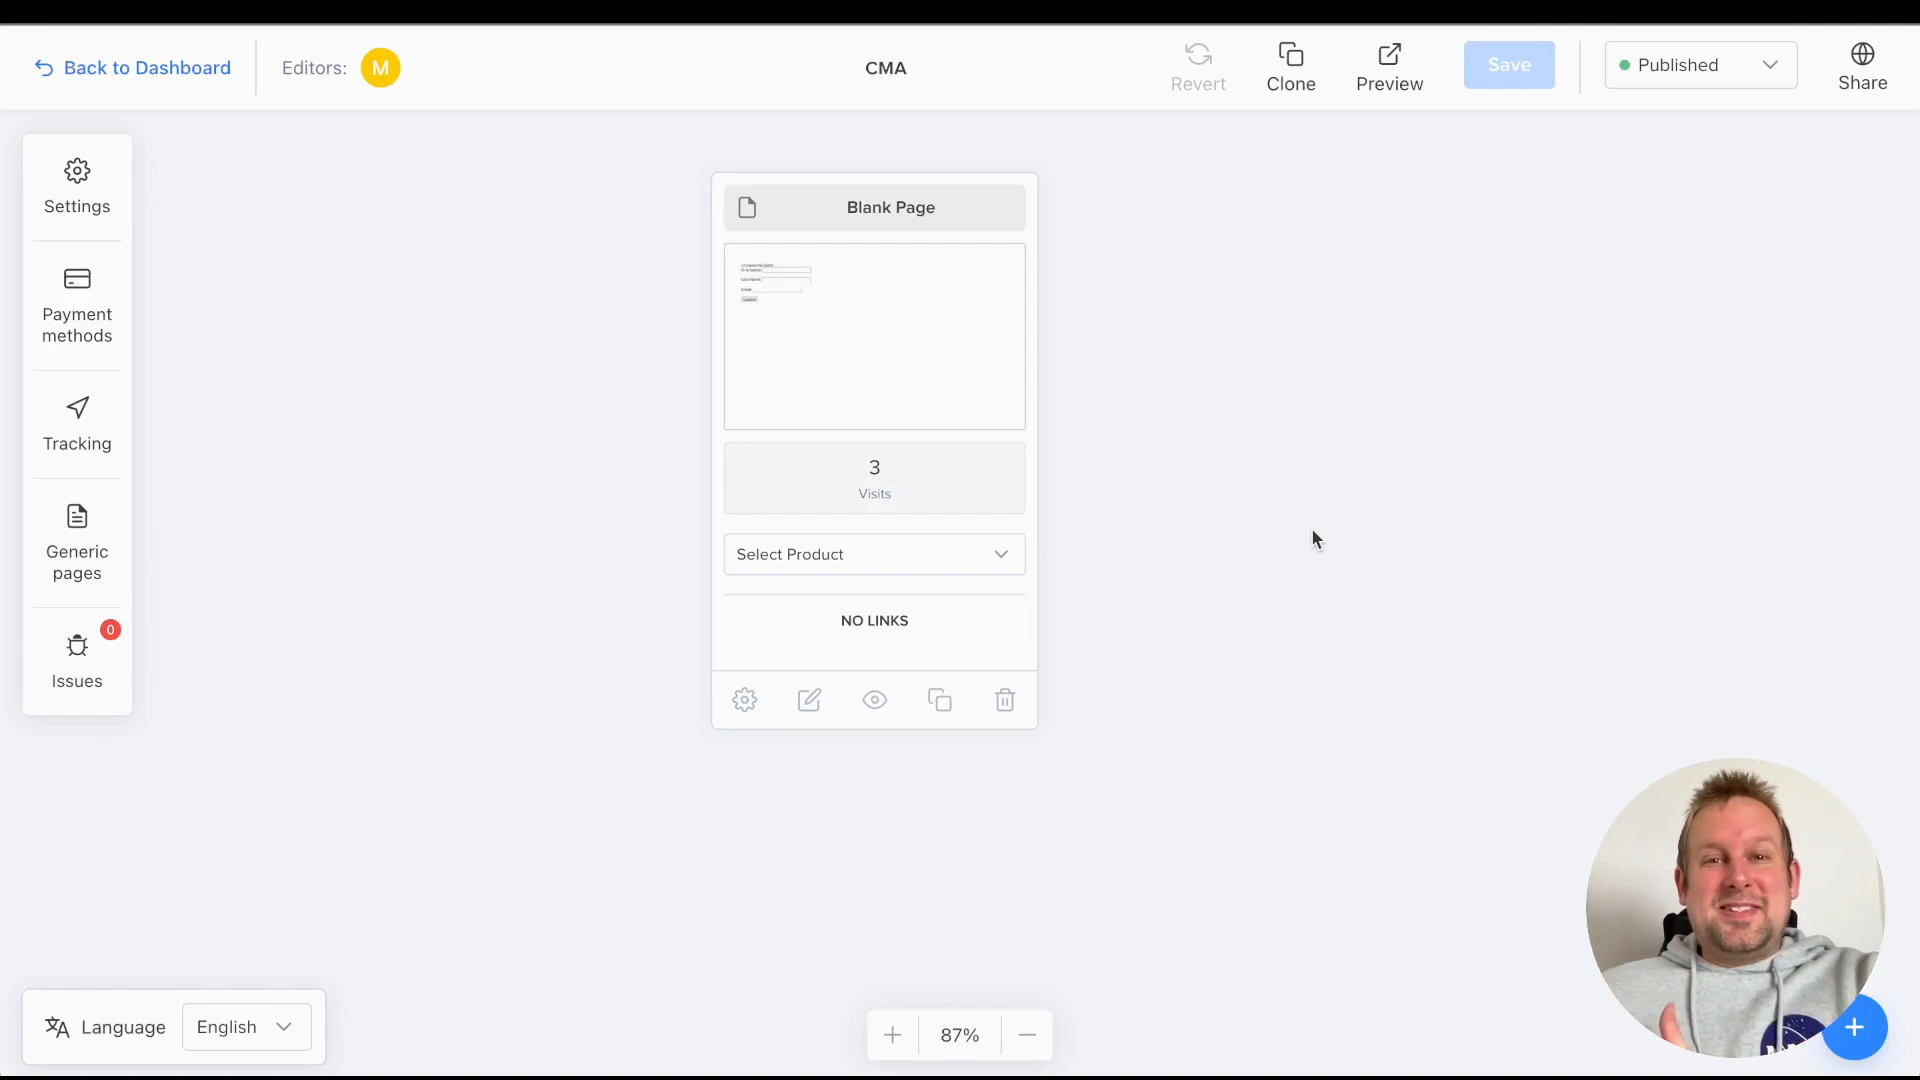 Back to Dashboard
Editors:
M
CMA
Revert
Clone
Preview
Save
Published
Share
Settings
Payment
methods
Tracking
Generic
pages
0
Issues
Blank Page
3
Visits
Select Product
NO LINKS
Language
English
87%